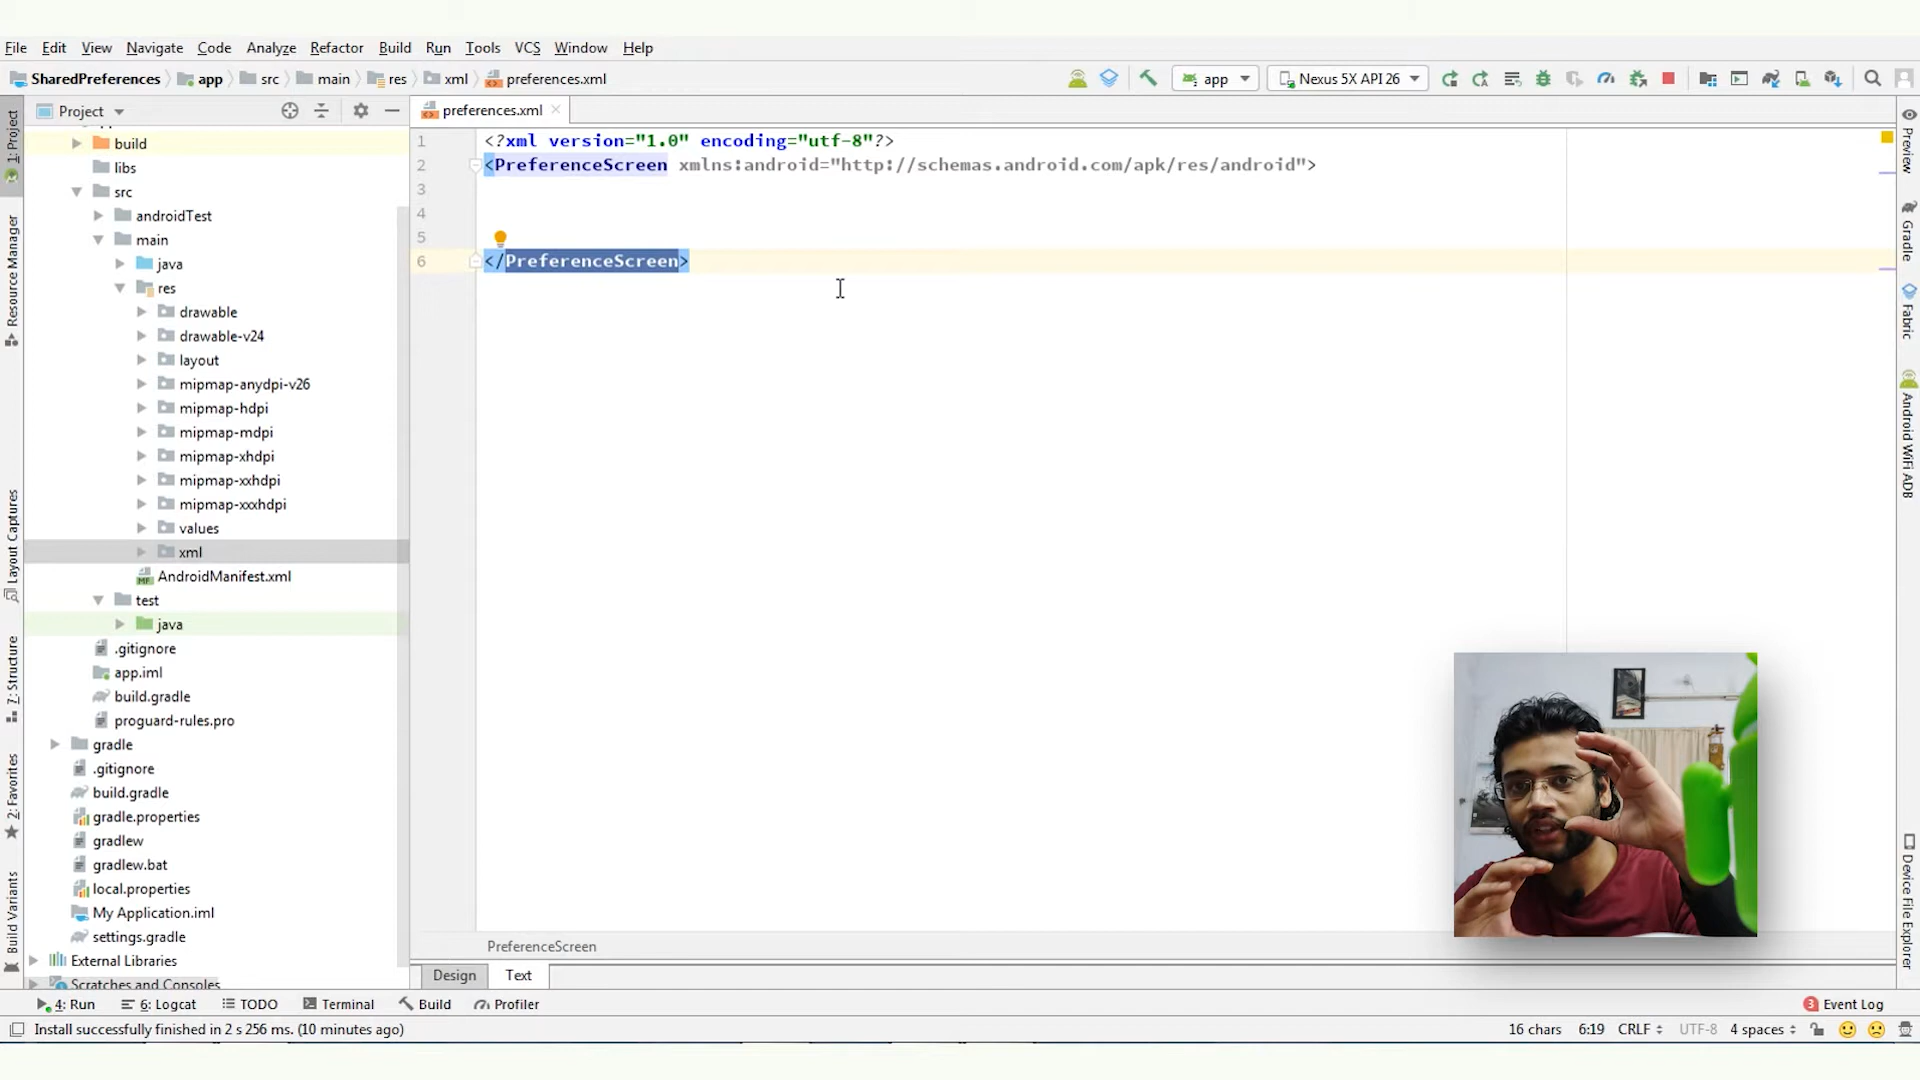 File Edit View Navigate Code Analyze Refactor Build Run Tools VCS Window Help
SharedPreferences app src main res xml preferences.xml app Nexus 5X API 26
Project
preferences.xml
1: Project
Resource Manager
Layout Captures
7: Structure
2: Favorites
Build Variants
build
libs
src
androidTest
main
java
res
drawable
drawable-v24
layout
mipmap-anydpi-v26
mipmap-hdpi
mipmap-mdpi
mipmap-xhdpi
mipmap-xxhdpi
mipmap-xxxhdpi
values
xml
MF AndroidManifest.xml
test
java
.gitignore
app.iml
build.gradle
proguard-rules.pro
gradle
.gitignore
build.gradle
gradle.properties
gradlew
gradlew.bat
local.properties
My Application.iml
settings.gradle
External Libraries
Scratches and Consoles
1 <?xml version="1.0" encoding="utf-8"?>
2 <PreferenceScreen xmlns:android="http://schemas.android.com/apk/res/android">
3
4
5
6 </PreferenceScreen>
PreferenceScreen
Design Text
Preview
Gradle
Fabric
Android WiFi ADB
Device File Explorer
4: Run 6: Logcat TODO Terminal Build Profiler 3 Event Log
Install successfully finished in 2 s 256 ms. (10 minutes ago) 16 chars 6:19 CRLF UTF-8 4 spaces